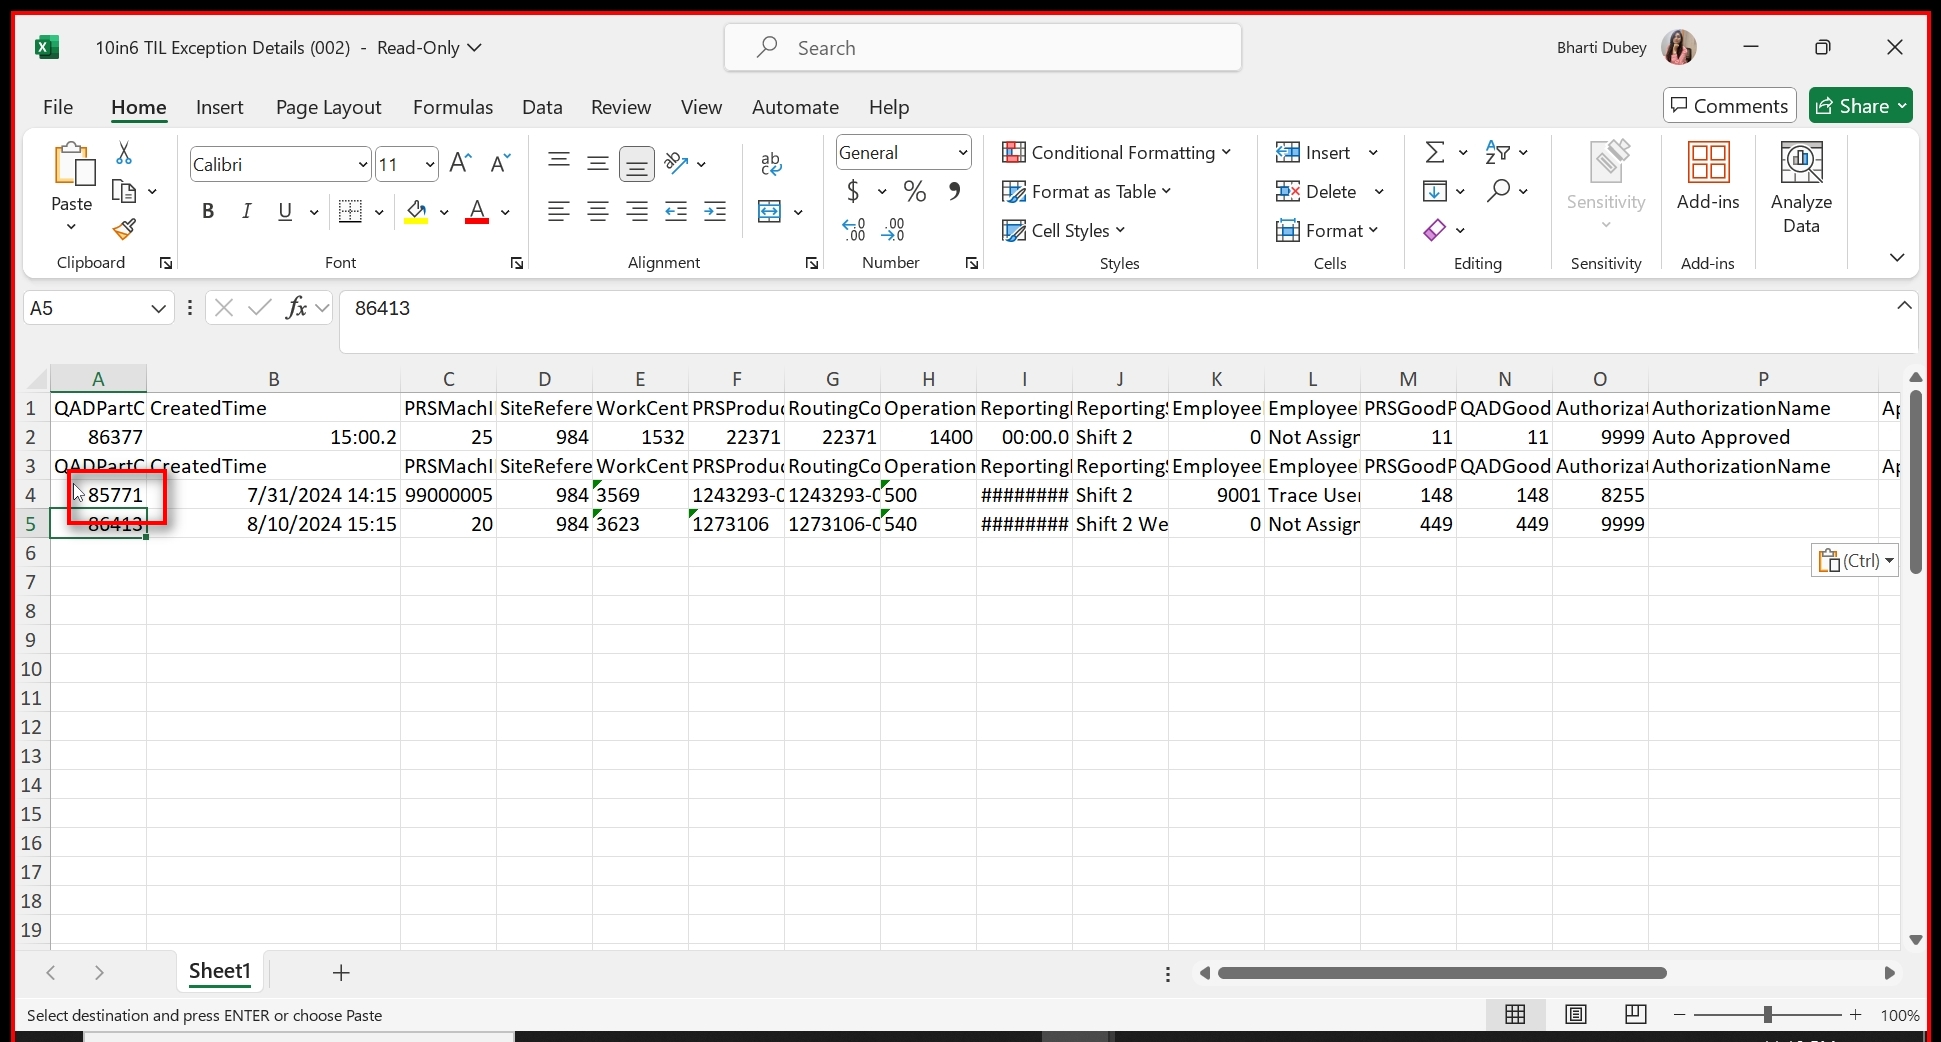 10in6 TIL Exception Details (002) - Read-Only
Search
Bharti Dubey
File Home Insert Page Layout Formulas Data Review View Automate Help
Comments
Share
Paste
Clipboard
Calibri 11
B I U
Font
ab
Alignment
General
$ % 9
Number
Conditional Formatting
Format as Table
Cell Styles
Styles
Insert
Delete
Format
Cells
Editing
Sensitivity
Sensitivity
Add-ins
Add-ins
Analyze
Data
A5
fx
86413
A B C D E F G H I J K L M N O P
1 QADPartC CreatedTime PRSMachI SiteRefere WorkCent PRSProduc RoutingCo Operation Reporting Reporting Employee Employee PRSGoodP QADGood Authorizat AuthorizationName
2 86377 15:00.2 25 984 1532 22371 22371 1400 00:00.0 Shift 2 0 Not Assign 11 11 9999 Auto Approved
3 QADPartC CreatedTime PRSMachI SiteRefere WorkCent PRSProduc RoutingCo Operation Reporting Reporting Employee Employee PRSGoodP QADGood Authorizat AuthorizationName
4 85771 7/31/2024 14:15 99000005 984 3569 1243293-0 1243293-0 500 ######## Shift 2 9001 Trace User 148 148 8255
5 86413 8/10/2024 15:15 20 984 3623 1273106 1273106-0 540 ######## Shift 2 We 0 Not Assign 449 449 9999
6
(Ctrl)
7
8
9
10
11
12
13
14
15
16
17
18
19
Sheet1
Select destination and press ENTER or choose Paste
100%